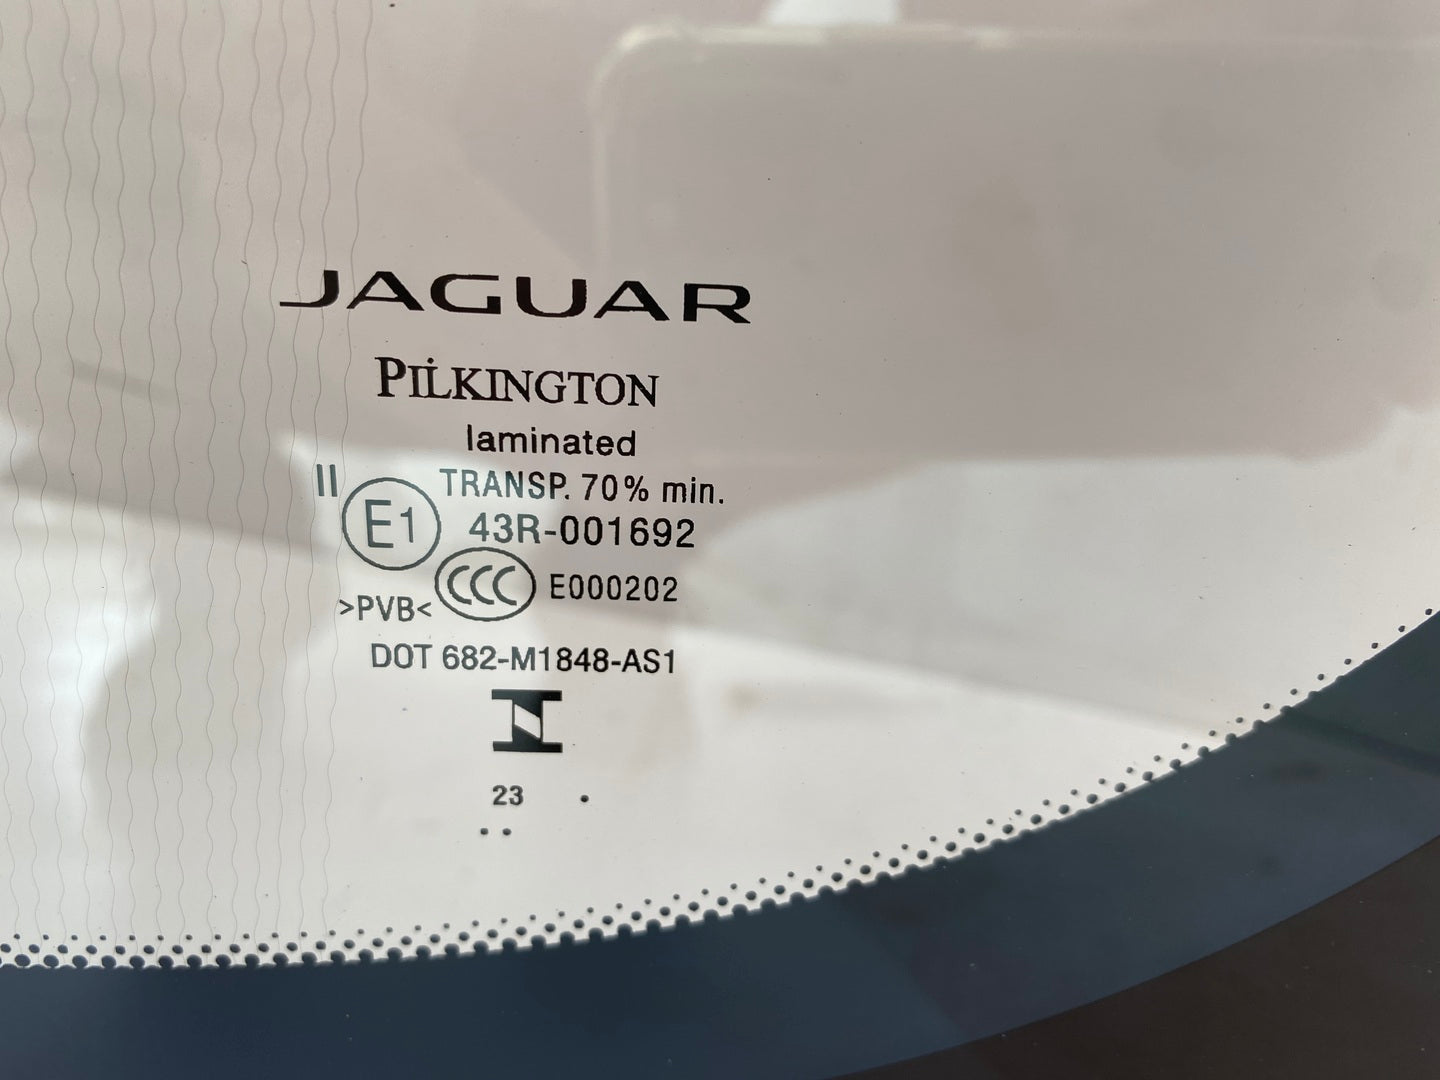 JAGUAR
PILKINGTON
laminated
II TRANSP. 70% min.
E1 43R-001692
CCC E000202
>PVB<
DOT 682-M1848-AS1
23